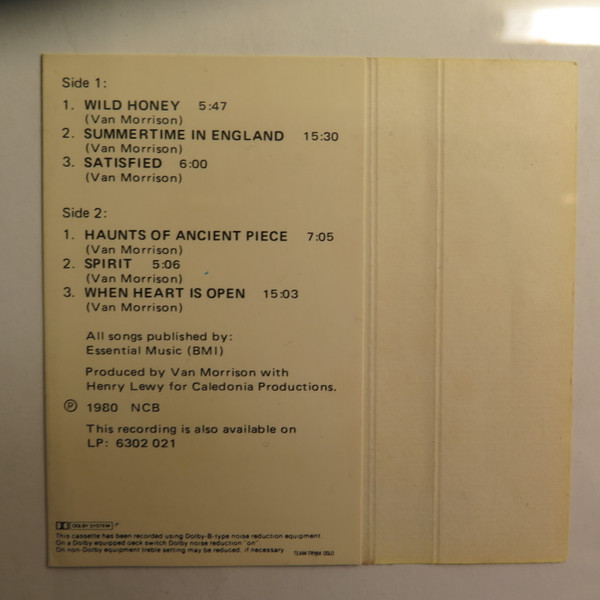 Side 1:
1. WILD HONEY 5:47
(Van Morrison)
2. SUMMERTIME IN ENGLAND 15:30
(Van Morrison)
3. SATISFIED 6:00
(Van Morrison)
Side 2:
1. HAUNTS OF ANCIENT PIECE 7:05
(Van Morrison)
2. SPIRIT 5:06
(Van Morrison)
3. WHEN HEART IS OPEN 15:03
(Van Morrison)
All songs published by:
Essential Music (BMI)
Produced by Van Morrison with
Henry Lewy for Caledonia Productions.
Ⓟ 1980 NCB
This recording is also available on
LP: 6302 021
DOLBY SYSTEM
This cassette has been recorded using Dolby-B-type noise reduction equipment
On a Dolby equipped deck switch Dolby noise reduction "on"
On non-Dolby equipment treble setting may be reduced, if necessary
OSLO